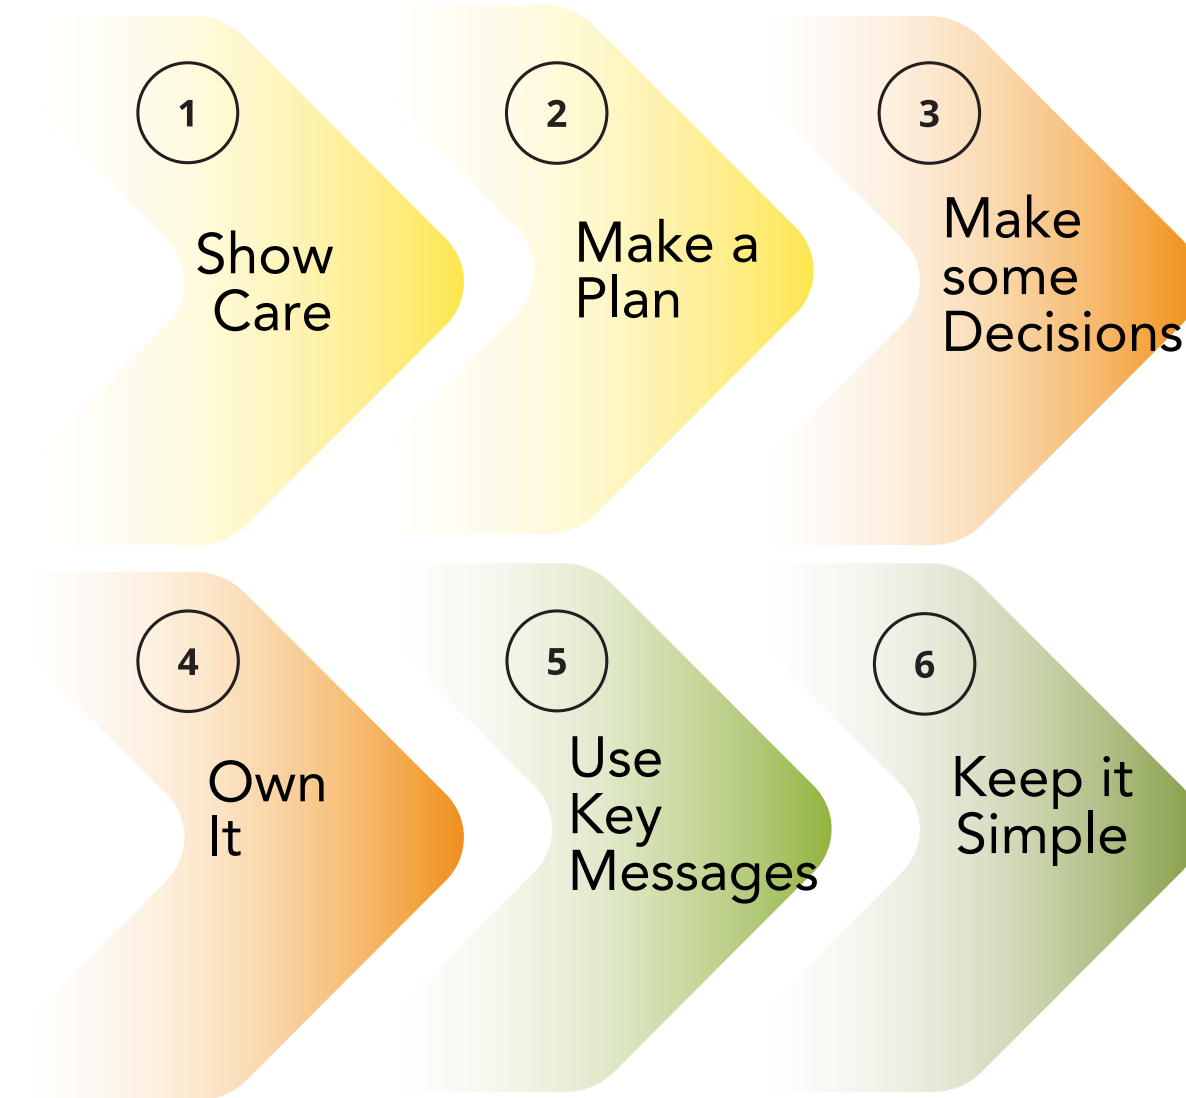 1
Show
Care
2
Make a
Plan
3
Make
some
Decisions
4
Own
It
5
Use
Key
Messages
6
Keep it
Simple